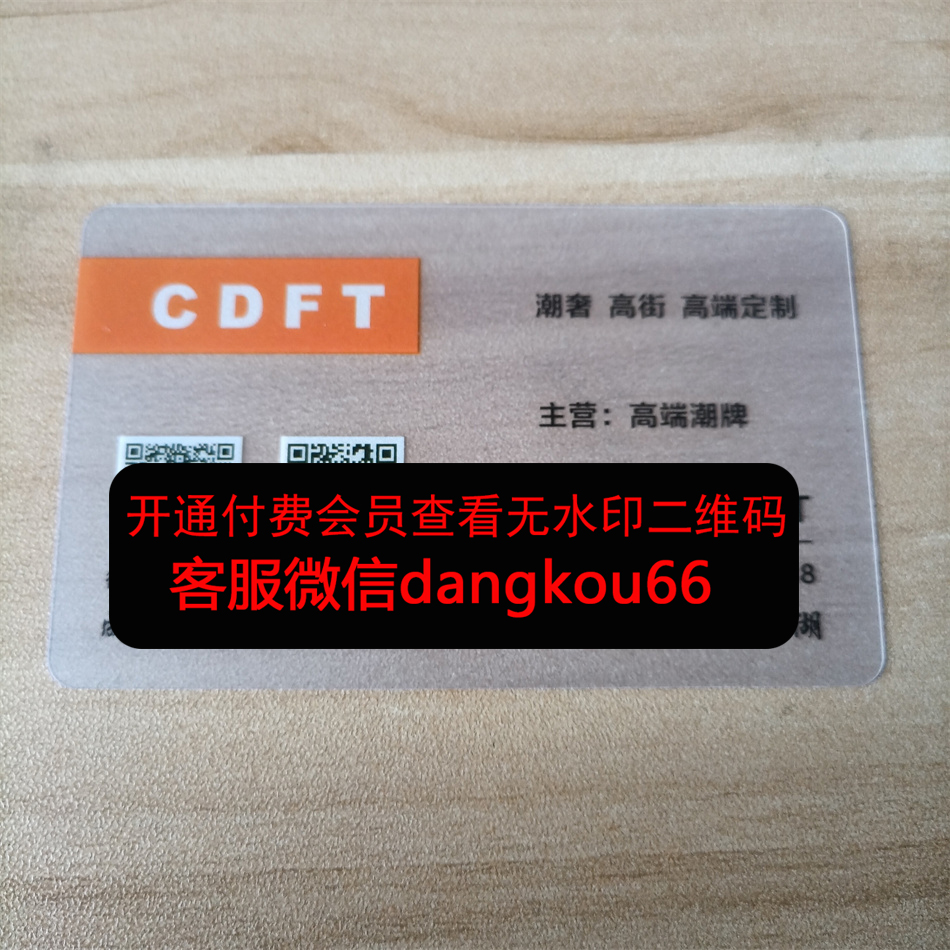 CDFT
潮奢 高街 高端定制
主营：高端潮牌
开通付费会员查看无水印二维码
客服微信dangkou66
8
湖